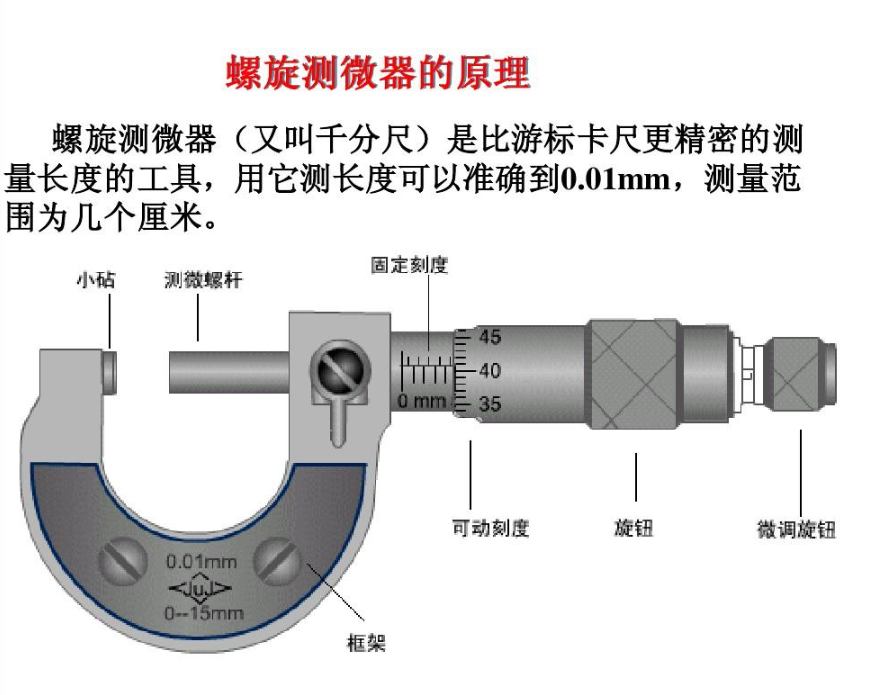 螺旋测微器的原理
螺旋测微器（又叫千分尺）是比游标卡尺更精密的测
量长度的工具，用它测长度可以准确到0.01mm，测量范
围为几个厘米。
固定刻度
小砧
测微螺杆
45
40
0 mm
35
可动刻度
旋钮
微调旋钮
0.01mm
JuJ
0--15mm
框架